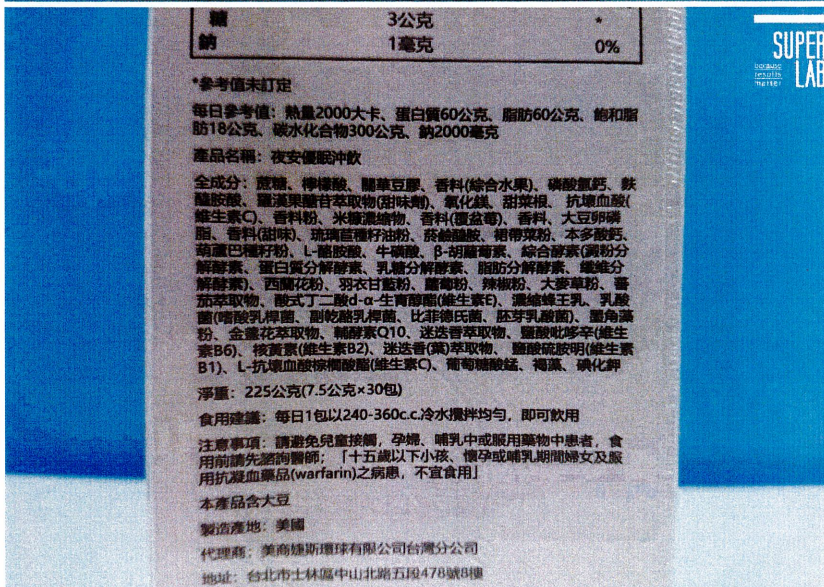 糖 3公克 *
鈉 1毫克 0%
*參考值未訂定
每日參考值：熱量2000大卡、蛋白質60公克、脂肪60公克、飽和脂
肪18公克、碳水化合物300公克、鈉2000毫克
產品名稱：夜安優眠沖飲
全成分：蔗糖、檸檬酸、關華豆膠、香料(綜合水果)、磷酸氫鈣、麩
醯胺酸、羅漢果醣苷萃取物(甜味劑)、氧化鎂、甜菜根、抗壞血酸(
維生素C)、香料粉、米糠濃縮物、香料(覆盆莓)、香料、大豆卵磷
脂、香料(甜味)、琉璃苣種籽油粉、菸鹼醯胺、裙帶菜粉、本多酸鈣、
葫蘆巴種籽粉、L-酪胺酸、牛磺酸、β-胡蘿蔔素、綜合酵素(澱粉分
解酵素、蛋白質分解酵素、乳糖分解酵素、脂肪分解酵素、纖維分
解酵素)、西蘭花粉、羽衣甘藍粉、蘿蔔粉、辣椒粉、大麥草粉、蕃
茄萃取物、酸式丁二酸d-α-生育醇酯(維生素E)、濃縮蜂王乳、乳酸
菌(嗜酸乳桿菌、副乾酪乳桿菌、比菲德氏菌、胚芽乳酸菌)、墨角藻
粉、金盞花萃取物、輔酵素Q10、迷迭香萃取物、鹽酸吡哆辛(維生
素B6)、核黃素(維生素B2)、迷迭香(葉)萃取物、鹽酸硫胺明(維生素
B1)、L-抗壞血酸棕櫚酸酯(維生素C)、葡萄糖酸錳、褐藻、碘化鉀
淨重：225公克(7.5公克×30包)
食用建議：每日1包以240-360c.c.冷水攪拌均勻，即可飲用
注意事項：請避免兒童接觸，孕婦、哺乳中或服用藥物中患者，食
用前請先諮詢醫師；「十五歲以下小孩、懷孕或哺乳期間婦女及服
用抗凝血藥品(warfarin)之病患，不宜食用」
本產品含大豆
製造產地：美國
代理商：美商婕斯環球有限公司台灣分公司
地址：台北市士林區中山北路五段478號8樓
SUPER
because
results
matter
LAB